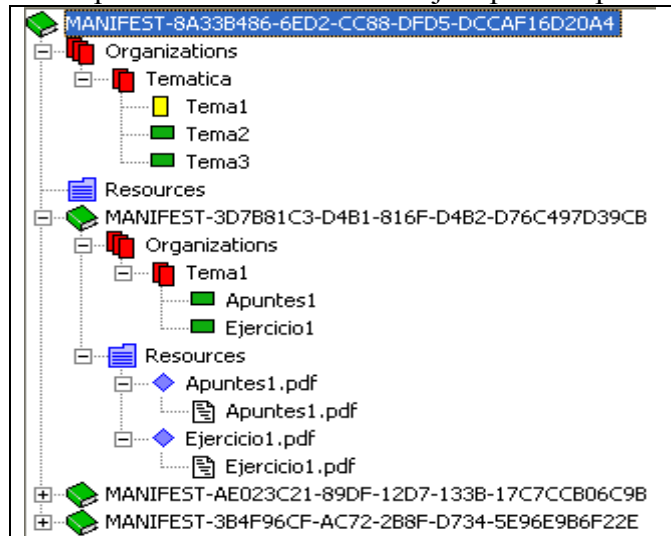 MANIFEST-8A33B486-6ED2-CC88-DFD5-DCCAF16D20A4
Organizations
Tematica
Tema1
Tema2
Tema3
Resources
MANIFEST-3D7B81C3-D4B1-816F-D4B2-D76C497D39CB
Organizations
Tema1
Apuntes1
Ejercicio1
Resources
Apuntes1.pdf
Apuntes1.pdf
Ejercicio1.pdf
Ejercicio1.pdf
MANIFEST-AE023C21-89DF-12D7-133B-17C7CCB06C9B
MANIFEST-3B4F96CF-AC72-2B8F-D734-5E96E9B6F22E